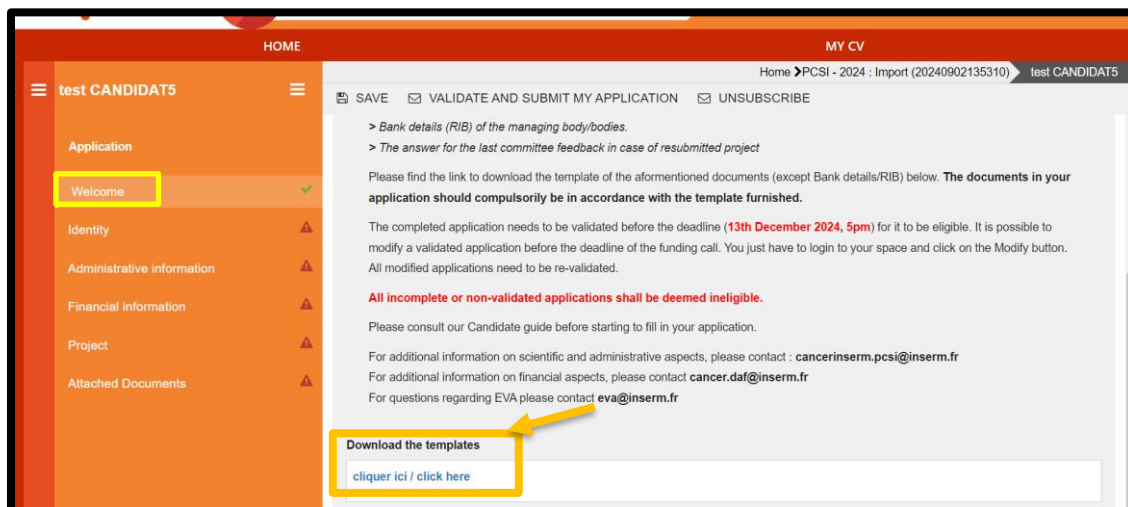 HOME
MY CV
Home > PCSI - 2024 : Import (20240902135310)
test CANDIDAT5
test CANDIDAT5
SAVE
VALIDATE AND SUBMIT MY APPLICATION
UNSUBSCRIBE
Application
Welcome
Identity
Administrative information
Financial information
Project
Attached Documents
> Bank details (RIB) of the managing body/bodies.
> The answer for the last committee feedback in case of resubmitted project
Please find the link to download the template of the aformentioned documents (except Bank details/RIB) below. The documents in your
application should compulsorily be in accordance with the template furnished.
The completed application needs to be validated before the deadline (13th December 2024, 5pm) for it to be eligible. It is possible to
modify a validated application before the deadline of the funding call. You just have to login to your space and click on the Modify button.
All modified applications need to be re-validated.
All incomplete or non-validated applications shall be deemed ineligible.
Please consult our Candidate guide before starting to fill in your application.
For additional information on scientific and administrative aspects, please contact : cancerinserm.pcsi@inserm.fr
For additional information on financial aspects, please contact cancer.daf@inserm.fr
For questions regarding EVA please contact eva@inserm.fr
Download the templates
cliquer ici / click here